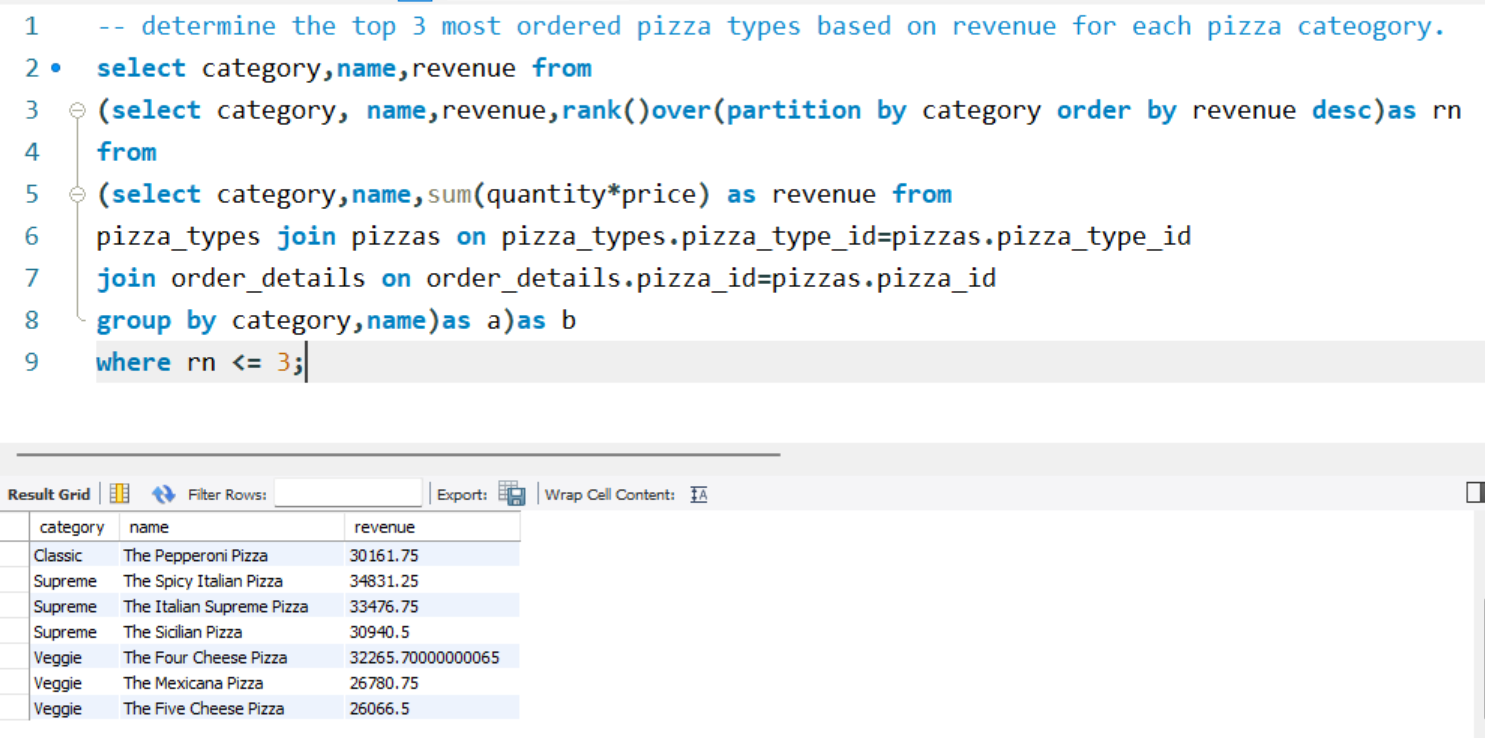 1 -- determine the top 3 most ordered pizza types based on revenue for each pizza cateogory.
2 select category,name,revenue from
3 (select category, name,revenue,rank()over(partition by category order by revenue desc)as rn
4 from
5 (select category,name,sum(quantity*price) as revenue from
6 pizza_types join pizzas on pizza_types.pizza_type_id=pizzas.pizza_type_id
7 join order_details on order_details.pizza_id=pizzas.pizza_id
8 group by category,name)as a)as b
9 where rn <= 3;
Result Grid Filter Rows: Export: Wrap Cell Content: IA
category name revenue
Classic The Pepperoni Pizza 30161.75
Supreme The Spicy Italian Pizza 34831.25
Supreme The Italian Supreme Pizza 33476.75
Supreme The Sicilian Pizza 30940.5
Veggie The Four Cheese Pizza 32265.70000000065
Veggie The Mexicana Pizza 26780.75
Veggie The Five Cheese Pizza 26066.5